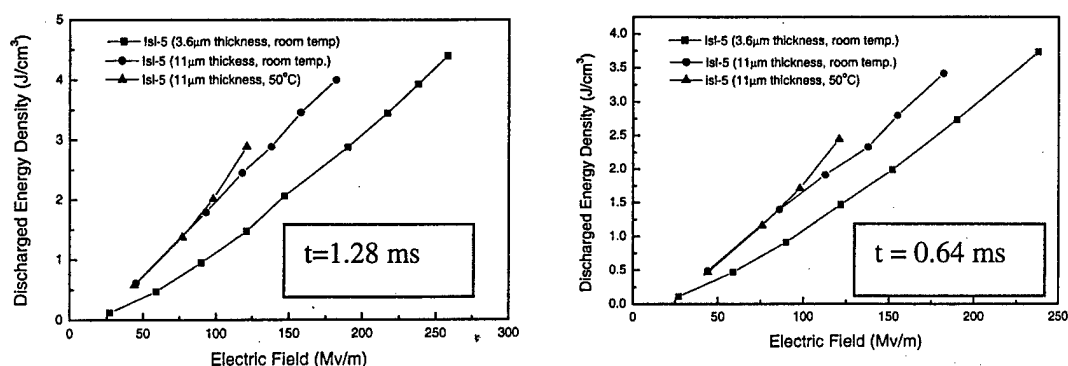 5
4
3
2
1
0
Discharged Energy Density (J/cm³)
Isl-5 (3.6μm thickness, room temp)
Isl-5 (11μm thickess, room temp.)
Isl-5 (11μm thickness, 50°C)
t=1.28 ms
0 50 100 150 200 250 300
Electric Field (Mv/m)
4.0
3.5
3.0
2.5
2.0
1.5
1.0
0.5
0.0
Discharged Energy Density (J/cm³)
Isl-5 (3.6μm thickness, room temp.)
Isl-5 (11μm thickness, room temp.)
Isl-5 (11μm thickness, 50°C)
t = 0.64 ms
0 50 100 150 200 250
Electric Field (Mv/m)